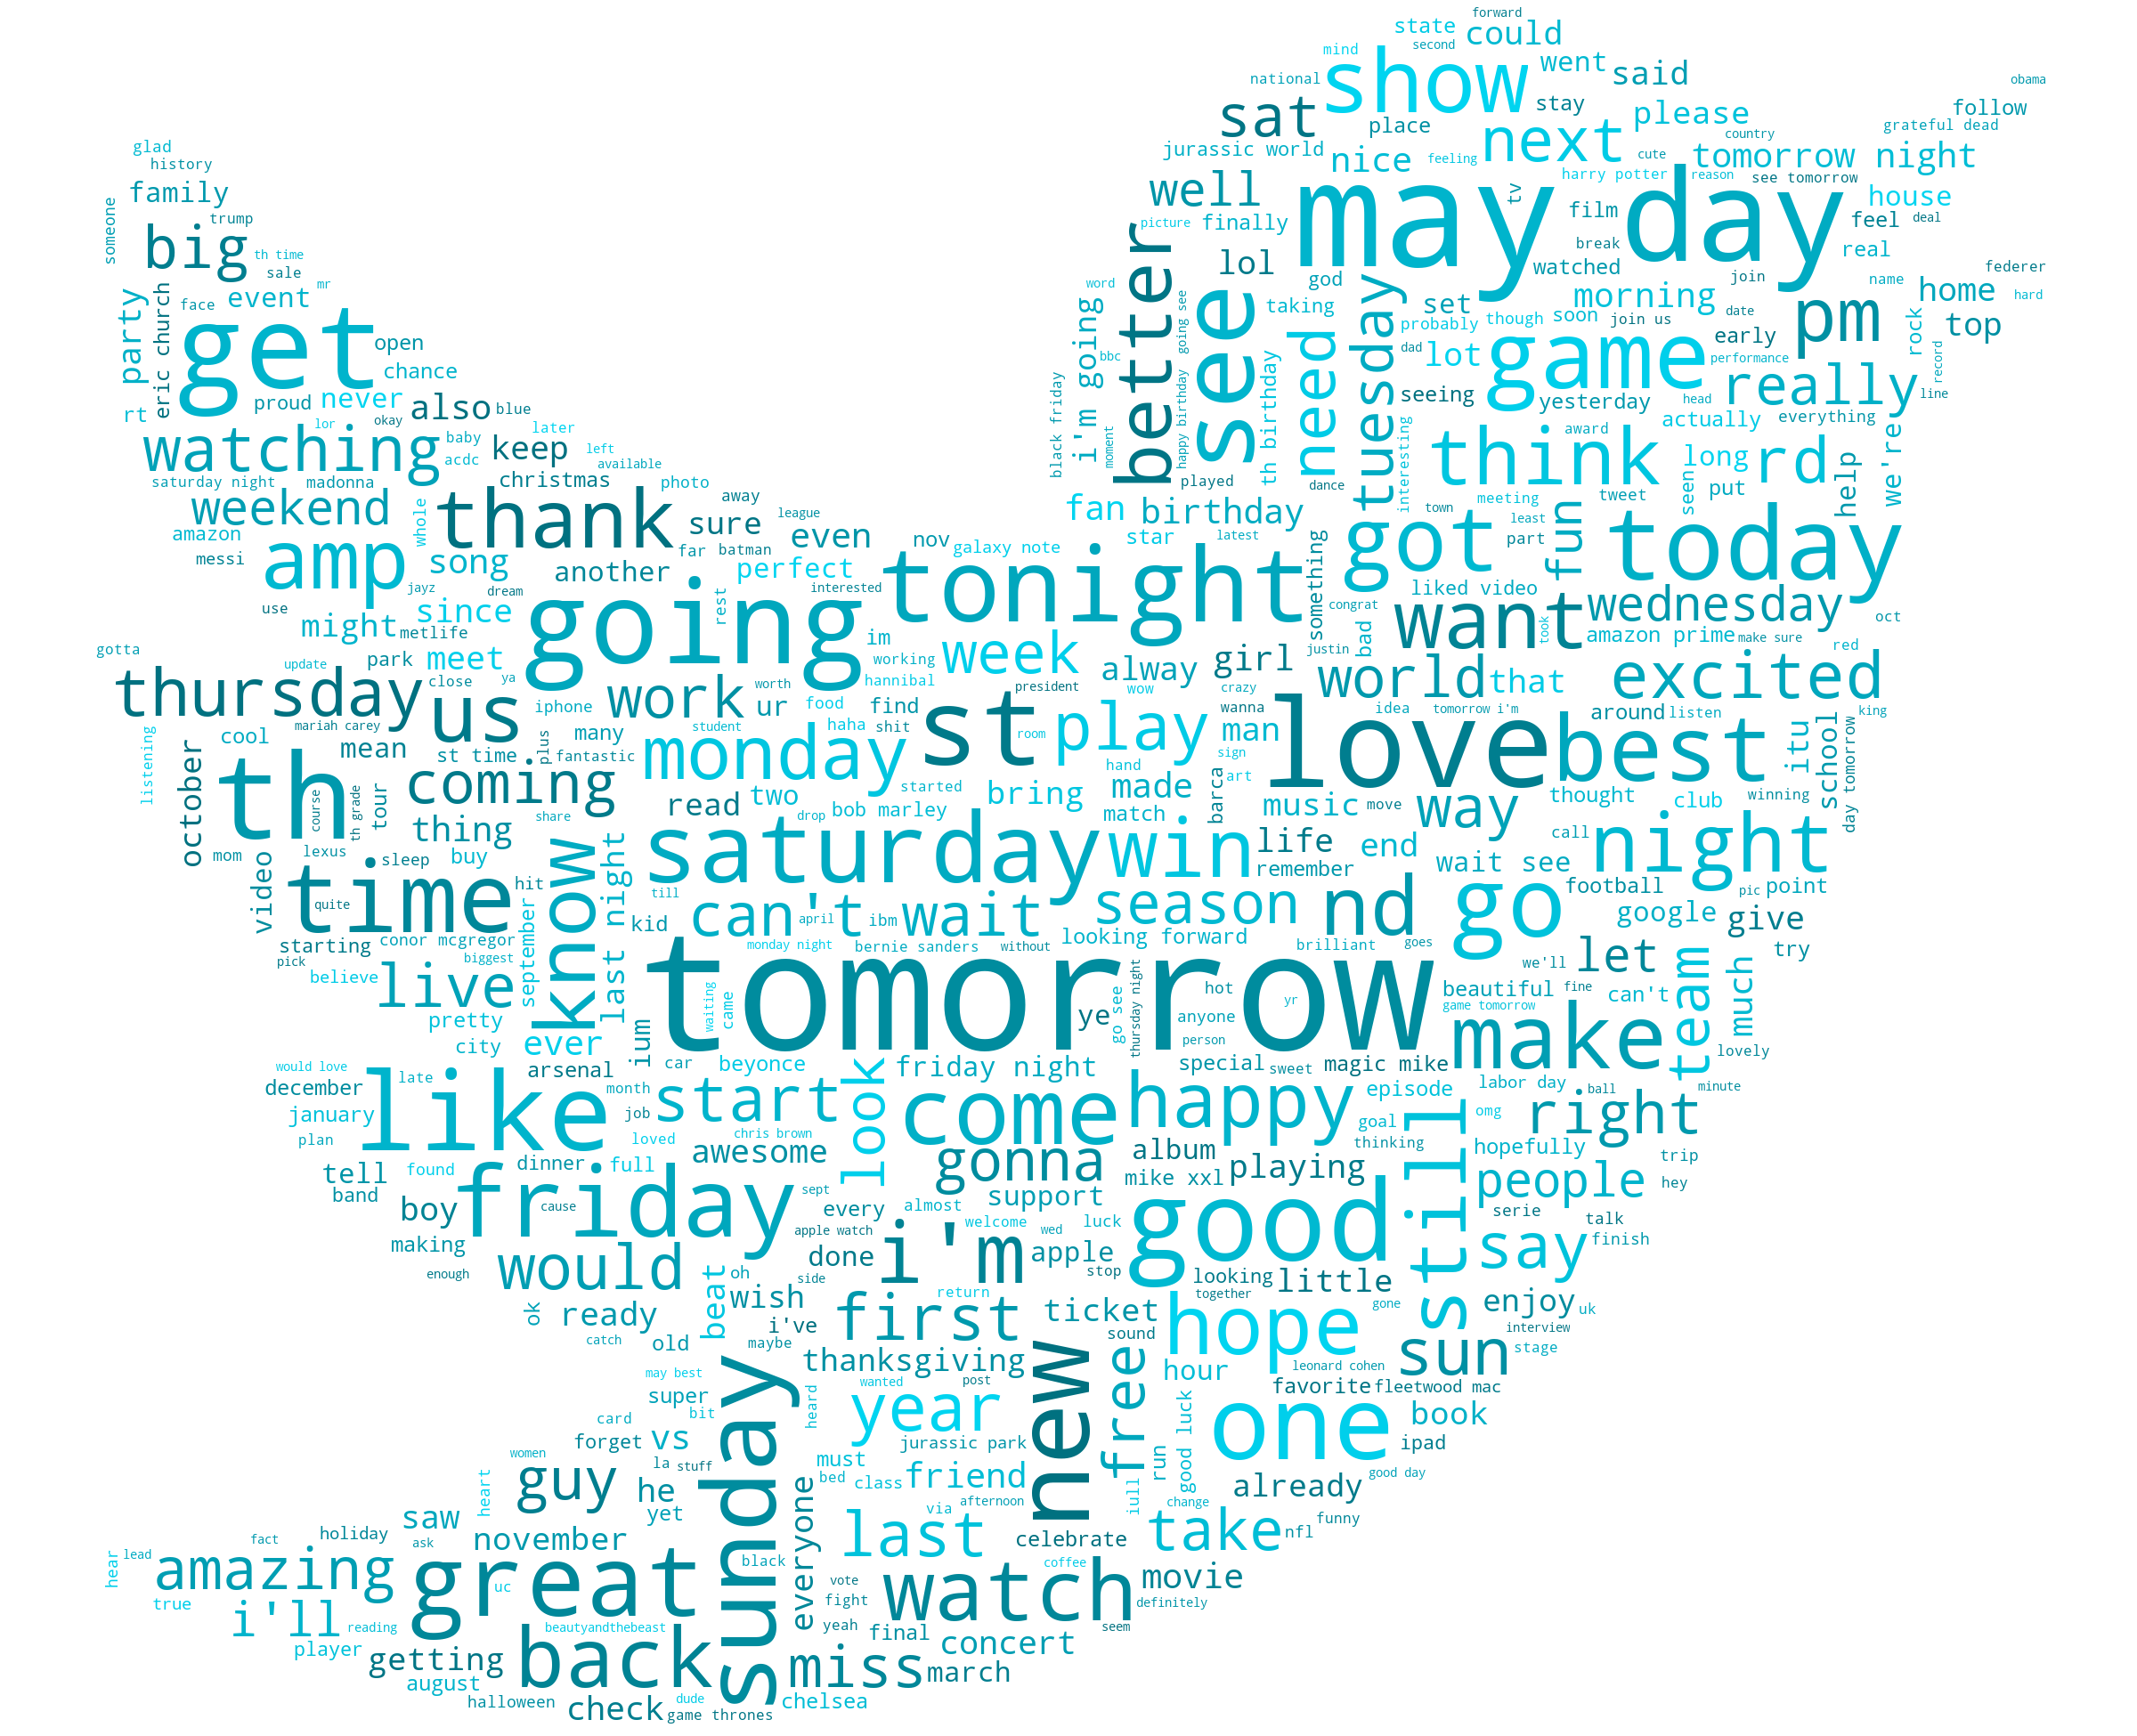 forward
state could
second
mind show went said
national obama
sat stay follow
place please grateful dead
glad jurassic world nice next country
history feeling cute tomorrow night
family well may day harry potter reason see tomorrow
someone trump tv house
big picture finally film feel deal
th time better lol break real
sale god watched join federer
mr word see tuesday home
party eric church face event going see taking set morning name hard
get i'm going need probably though soon join us date pm top
open bbc dad lot game early rock
chance black friday th birthday performance record
proud never also blue happy birthday seeing head really line
rt okay yesterday
lor later moment interesting award actually everything
watching baby keep left think long rd we're
acdc available played
saturday night madonna christmas photo dance meeting tweet seen put help
weekend thank away fan birthday town least
amazon whole sure league even nov star latest got part fun today
messi amp song far batman galaxy note something
another perfect tonight liked video
jayz dream interested want
use since going rest congrat wednesday
might metlife im took oct
gotta park meet week justin bad amazon prime make sure red
update working alway girl
thursday close ya work worth hannibal president wow crazy world that excited
us iphone ur food find st play wanna idea tomorrow i'm around listen king
mariah carey many student haha shit man love best
listening cool mean st time plus fantastic monday room sign itu school day tomorrow
october th coming hand art
course th grade tour read two started bring made barca music move way thought club winning
share drop bob marley match
thing saturday win life end call night
mom lexus sleep buy last night wait see
video time know hit till remember football pic point
quite can't wait season nd go google give
kid april ibm
starting conor mcgregor september monday night bernie sanders without looking forward brilliant goes let try
pick biggest tomorrow we'll team much
believe live hot beautiful fine can't
waiting came ye go see yr game tomorrow
pretty ium anyone make
city ever thursday night person
would love arsenal car beyonce friday night special sweet magic mike lovely
december like late month start look come happy episode labor day ball minute
january job goal omg right
plan loved chris brown thinking
tell found dinner full awesome gonna album still hopefully trip
band mike xxl playing people hey
boy friday cause sept every almost support good serie
making apple watch welcome wed luck say talk finish
enough would done i'm apple
oh side stop looking little
ok ready beat wish return ticket together gone enjoy uk
catch i've first hope interview
old maybe sound sun stage
may best thanksgiving new free hour leonard cohen
super sunday wanted post favorite fleetwood mac
card bit heard year one book
forget vs jurassic park good luck ipad
women la stuff must run good day
guy he bed class friend iull already
heart yet everyone via afternoon change
saw november last take nfl funny
fact holiday ask celebrate
hear lead amazing great black coffee movie
uc vote watch
true fight definitely
i'll reading beautyandthebeast yeah final concert seem
player back
getting miss march
august
halloween check dude chelsea
game thrones